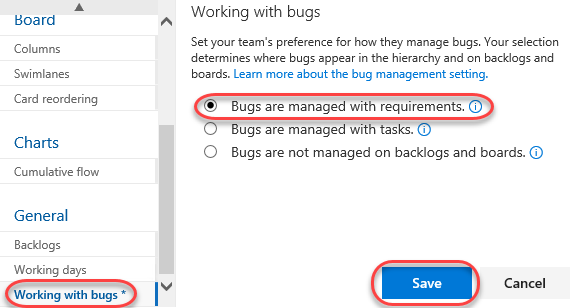 Board
Columns
Swimlanes
Card reordering
Charts
Cumulative flow
General
Backlogs
Working days
Working with bugs *
Working with bugs
Set your team's preference for how they manage bugs. Your selection
determines where bugs appear in the hierarchy and on backlogs and
boards. Learn more about the bug management setting.
Bugs are managed with requirements.
Bugs are managed with tasks.
Bugs are not managed on backlogs and boards.
Save
Cancel